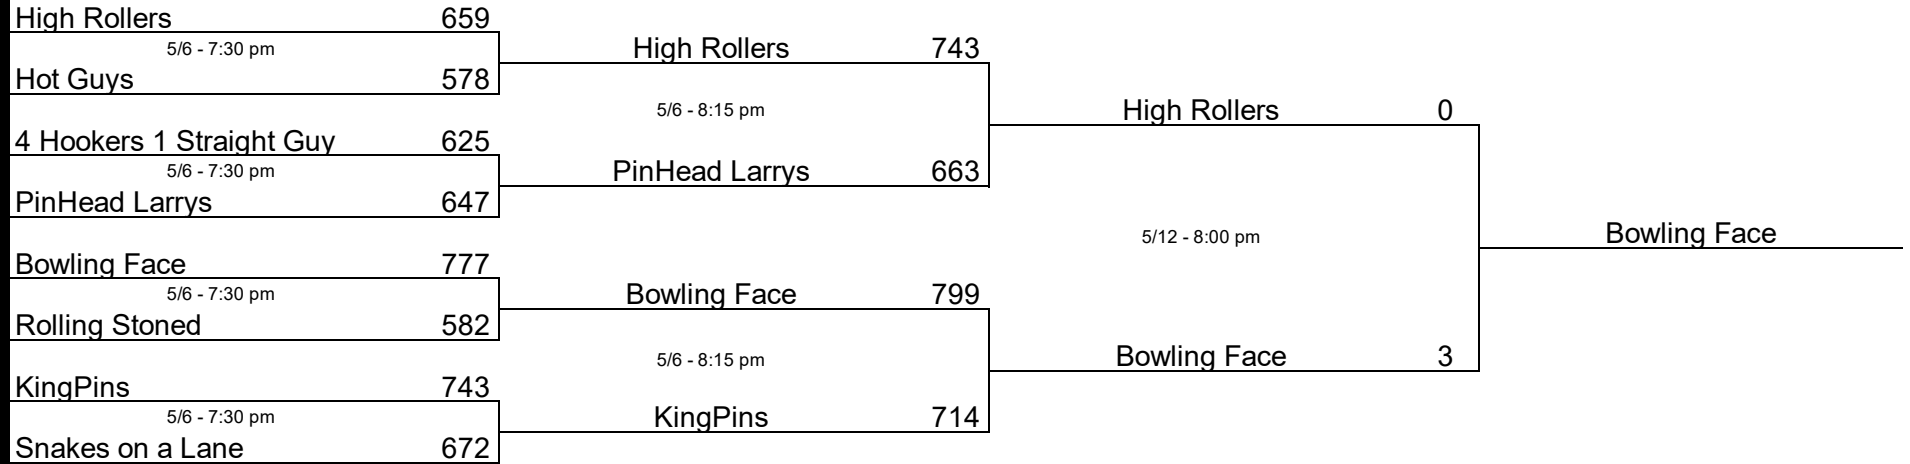 High Rollers 659
5/6 - 7:30 pm
Hot Guys 578
4 Hookers 1 Straight Guy 625
5/6 - 7:30 pm
PinHead Larrys 647
Bowling Face 777
5/6 - 7:30 pm
Rolling Stoned 582
KingPins 743
5/6 - 7:30 pm
Snakes on a Lane 672
High Rollers 743
5/6 - 8:15 pm
PinHead Larrys 663
Bowling Face 799
5/6 - 8:15 pm
KingPins 714
High Rollers 0
5/12 - 8:00 pm
Bowling Face 3
Bowling Face